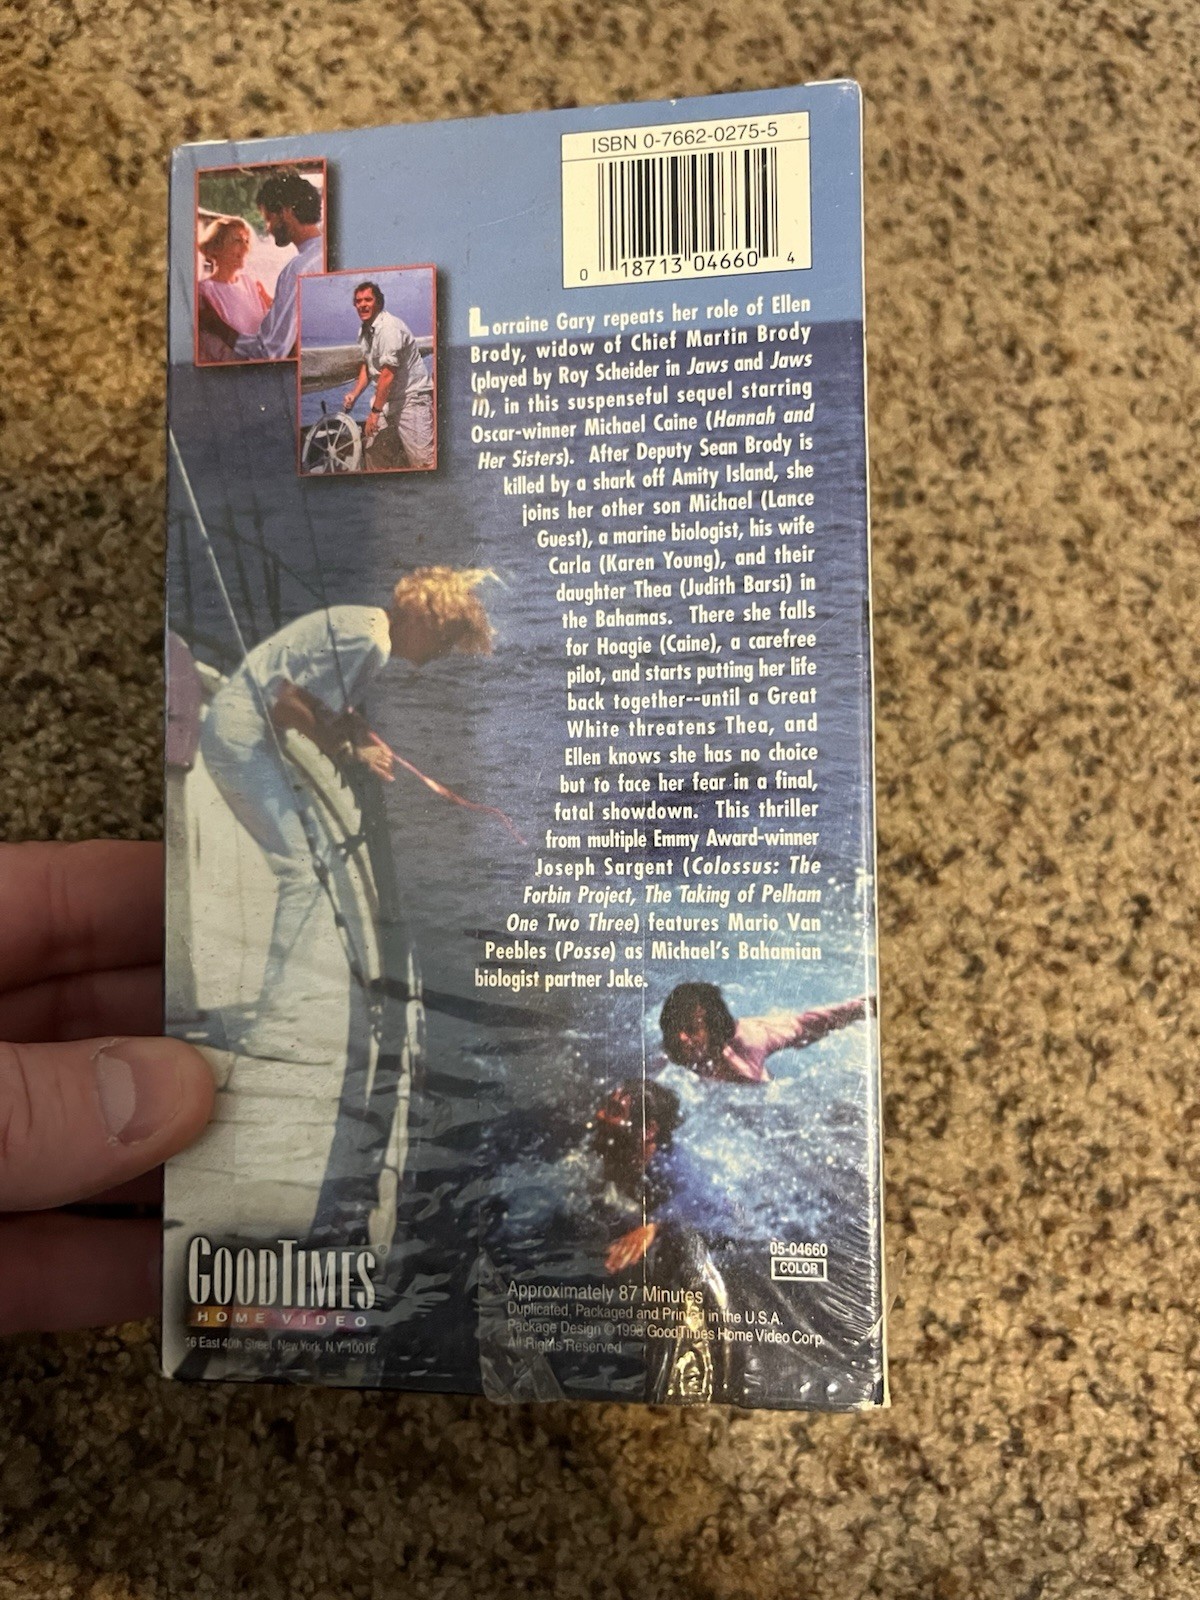 ISBN 0-7662-0275-5
0 18713 04660 4
Lorraine Gary repeats her role of Ellen
Brody, widow of Chief Martin Brody
(played by Roy Scheider in Jaws and Jaws
II), in this suspenseful sequel starring
Oscar-winner Michael Caine (Hannah and
Her Sisters). After Deputy Sean Brody is
killed by a shark off Amity Island, she
joins her other son Michael (Lance
Guest), a marine biologist, his wife
Carla (Karen Young), and their
daughter Thea (Judith Barsi) in
the Bahamas. There she falls
for Hoagie (Caine), a carefree
pilot, and starts putting her life
back together--until a Great
White threatens Thea, and
Ellen knows she has no choice
but to face her fear in a final,
fatal showdown. This thriller
from multiple Emmy Award-winner
Joseph Sargent (Colossus: The
Forbin Project, The Taking of Pelham
One Two Three) features Mario Van
Peebles (Posse) as Michael's Bahamian
biologist partner Jake.
GOODTIMES®
HOME VIDEO
16 East 40th Street, New York, N.Y. 10016
05-04660
COLOR
Approximately 87 Minutes
Duplicated, Packaged and Printed in the U.S.A.
Package Design ©1998 GoodTimes Home Video Corp.
All Rights Reserved